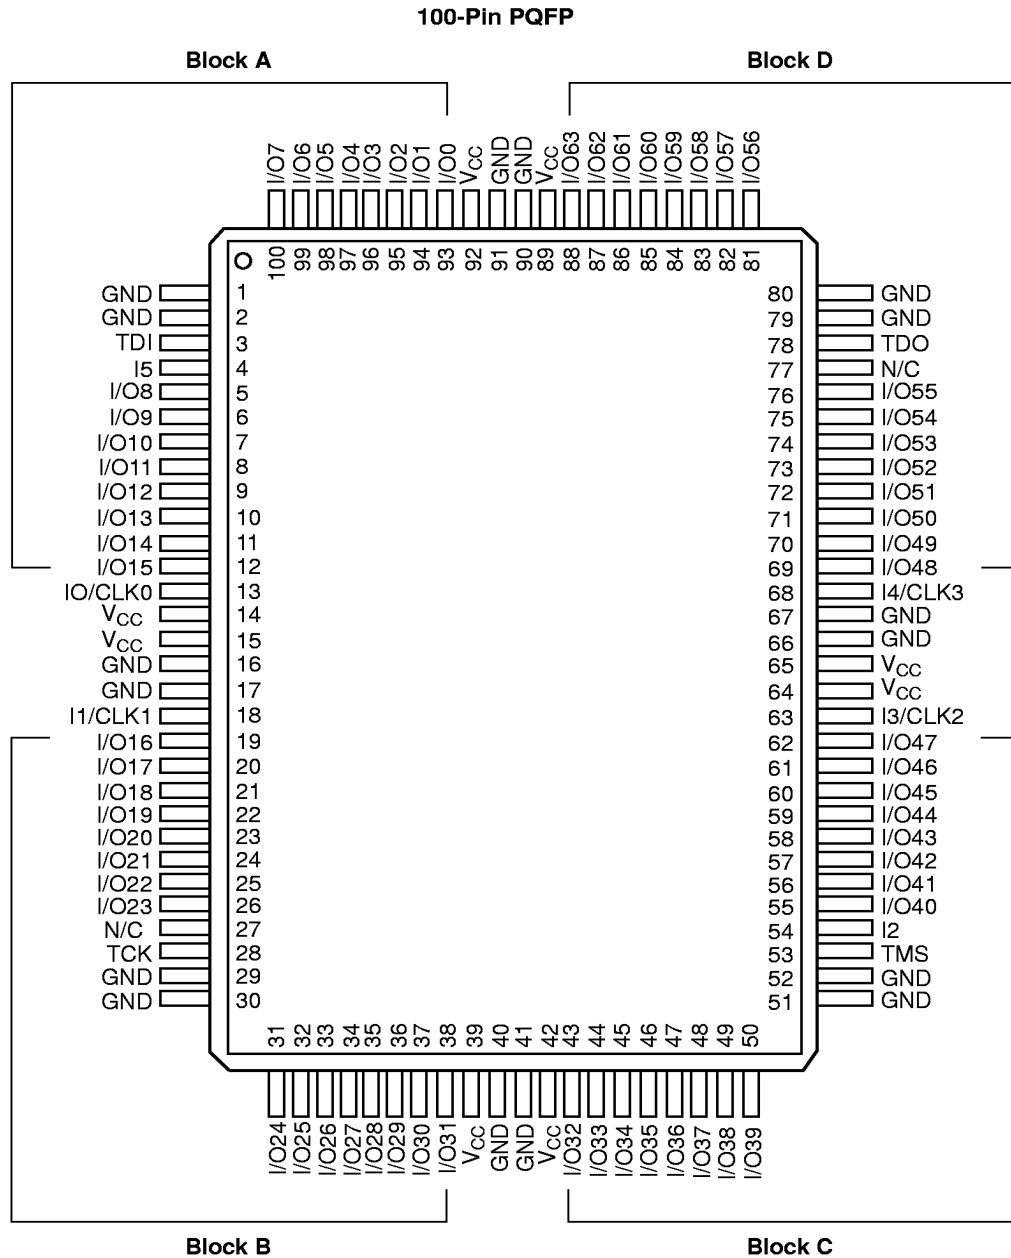 100-Pin PQFP
Block A
Block D
I/O7 I/O6 I/O5 I/O4 I/O3 I/O2 I/O1 I/O0 VCC GND GND VCC I/O63 I/O62 I/O61 I/O60 I/O59 I/O58 I/O57 I/O56
100 99 98 97 96 95 94 93 92 91 90 89 88 87 86 85 84 83 82 81
GND 1 80 GND
GND 2 79 GND
TDI 3 78 TDO
I5 4 77 N/C
I/O8 5 76 I/O55
I/O9 6 75 I/O54
I/O10 7 74 I/O53
I/O11 8 73 I/O52
I/O12 9 72 I/O51
I/O13 10 71 I/O50
I/O14 11 70 I/O49
I/O15 12 69 I/O48
IO/CLK0 13 68 I4/CLK3
VCC 14 67 GND
VCC 15 66 GND
GND 16 65 VCC
GND 17 64 VCC
I1/CLK1 18 63 I3/CLK2
I/O16 19 62 I/O47
I/O17 20 61 I/O46
I/O18 21 60 I/O45
I/O19 22 59 I/O44
I/O20 23 58 I/O43
I/O21 24 57 I/O42
I/O22 25 56 I/O41
I/O23 26 55 I/O40
N/C 27 54 I2
TCK 28 53 TMS
GND 29 52 GND
GND 30 51 GND
31 32 33 34 35 36 37 38 39 40 41 42 43 44 45 46 47 48 49 50
I/O24 I/O25 I/O26 I/O27 I/O28 I/O29 I/O30 I/O31 VCC GND GND VCC I/O32 I/O33 I/O34 I/O35 I/O36 I/O37 I/O38 I/O39
Block B
Block C